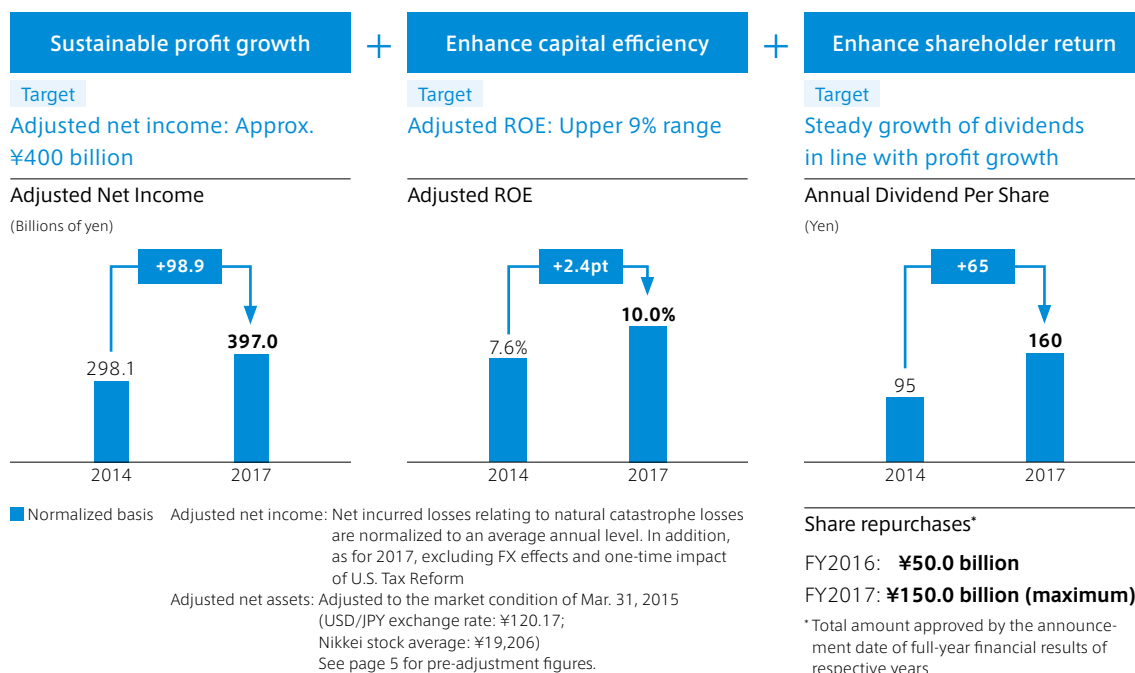 Sustainable profit growth
+
Enhance capital efficiency
+
Enhance shareholder return
Target
Adjusted net income: Approx.
¥400 billion
Adjusted Net Income
(Billions of yen)
+98.9
298.1
397.0
2014
2017
Target
Adjusted ROE: Upper 9% range
Adjusted ROE
+2.4pt
7.6%
10.0%
2014
2017
Target
Steady growth of dividends
in line with profit growth
Annual Dividend Per Share
(Yen)
+65
95
160
2014
2017
Normalized basis
Adjusted net income: Net incurred losses relating to natural catastrophe losses
are normalized to an average annual level. In addition,
as for 2017, excluding FX effects and one-time impact
of U.S. Tax Reform
Adjusted net assets: Adjusted to the market condition of Mar. 31, 2015
(USD/JPY exchange rate: ¥120.17;
Nikkei stock average: ¥19,206)
See page 5 for pre-adjustment figures.
Share repurchases*
FY2016: ¥50.0 billion
FY2017: ¥150.0 billion (maximum)
* Total amount approved by the announce-
ment date of full-year financial results of
respective years